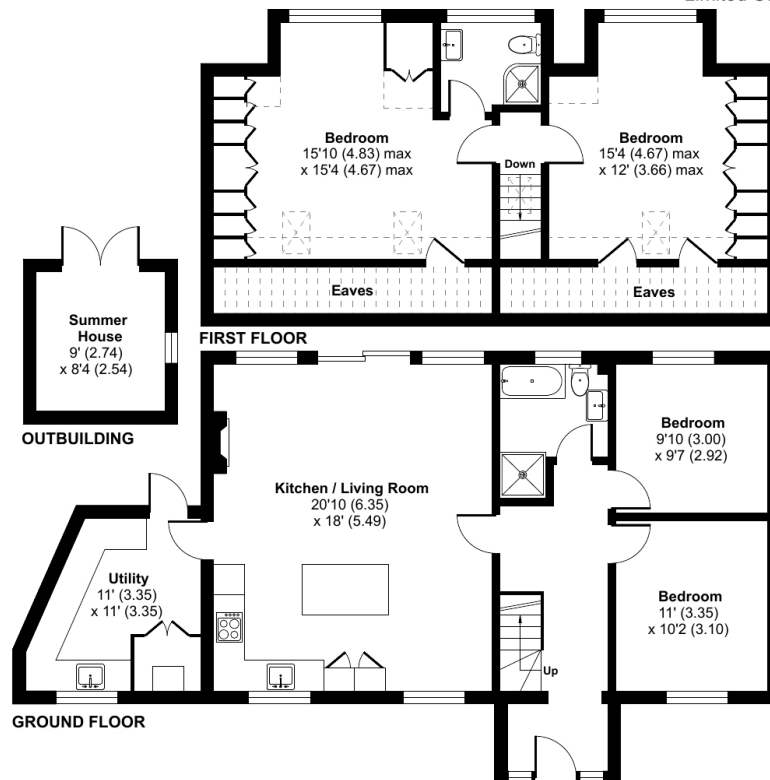 Bedroom
15'10 (4.83) max
x 15'4 (4.67) max
Down
Bedroom
15'4 (4.67) max
x 12' (3.66) max
Eaves
Eaves
FIRST FLOOR
Summer
House
9' (2.74)
x 8'4 (2.54)
OUTBUILDING
Kitchen / Living Room
20'10 (6.35)
x 18' (5.49)
Bedroom
9'10 (3.00)
x 9'7 (2.92)
Utility
11' (3.35)
x 11' (3.35)
Bedroom
11' (3.35)
x 10'2 (3.10)
Up
GROUND FLOOR